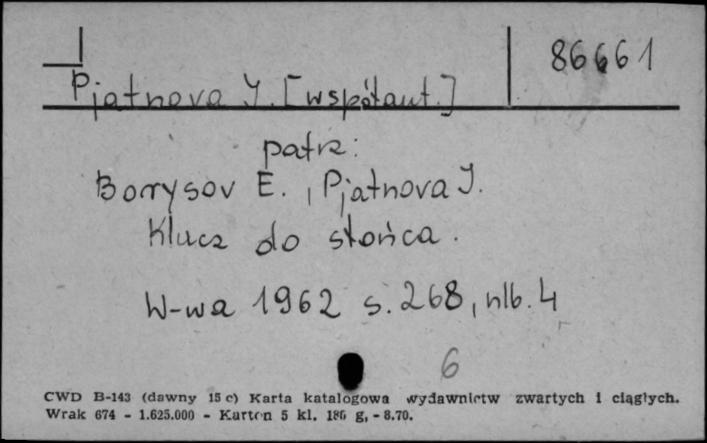 86661
Pjatnova J. [współaut.]
patrz:
Borysov E., Pjatnova J.
Klucz do słońca.
W-wa 1962 s. 268, nlb. 4
6
CWD B-143 (dawny 15 c) Karta katalogowa wydawnictw zwartych i ciągłych.
Wrak 674 - 1.625.000 - Karton 5 kl. 180 g, - 8.70.